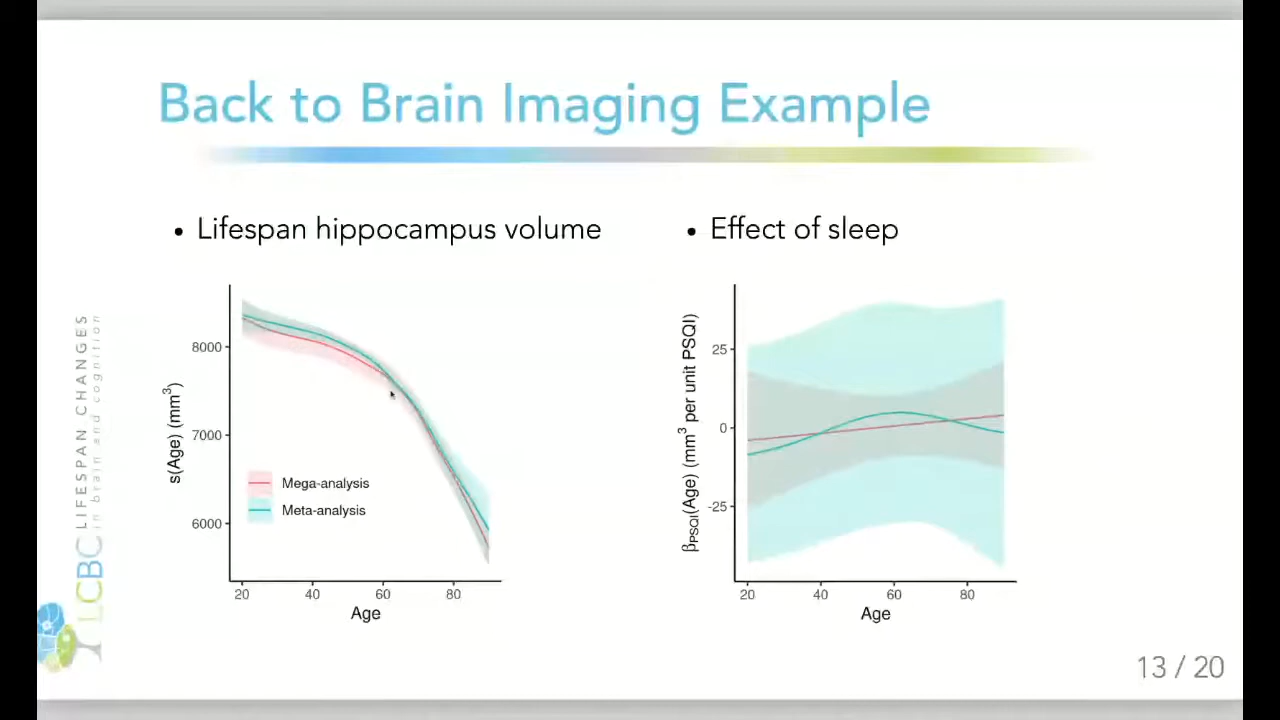 Back to Brain Imaging Example
• Lifespan hippocampus volume
8000
7000
6000
s(Age) (mm³)
Mega-analysis
Meta-analysis
20 40 60 80
Age
• Effect of sleep
25
0
-25
βPSQI(Age) (mm³ per unit PSQI)
20 40 60 80
Age
LCBC LIFESPAN CHANGES
in brain and cognition
13 / 20